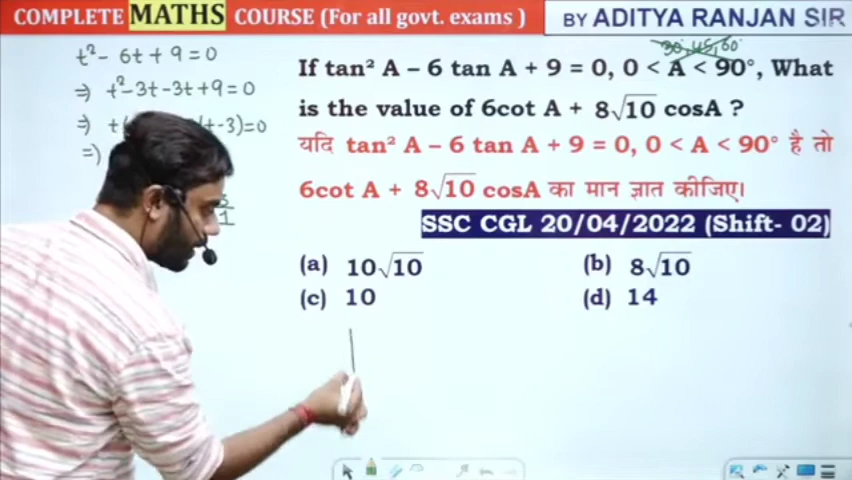 COMPLETE MATHS COURSE (For all govt. exams ) BY ADITYA RANJAN SIR
t² - 6t + 9 = 0
⇒ t² - 3t - 3t + 9 = 0
⇒ t( t - 3) = 0
⇒)
1
30, 45, 60
If tan² A – 6 tan A + 9 = 0, 0 < A < 90°, What
is the value of 6cot A + 8√10 cosA ?
यदि tan² A – 6 tan A + 9 = 0, 0 < A < 90° है तो
6cot A + 8√10 cosA का मान ज्ञात कीजिए।
SSC CGL 20/04/2022 (Shift- 02)
(a) 10√10 (b) 8√10
(c) 10 (d) 14